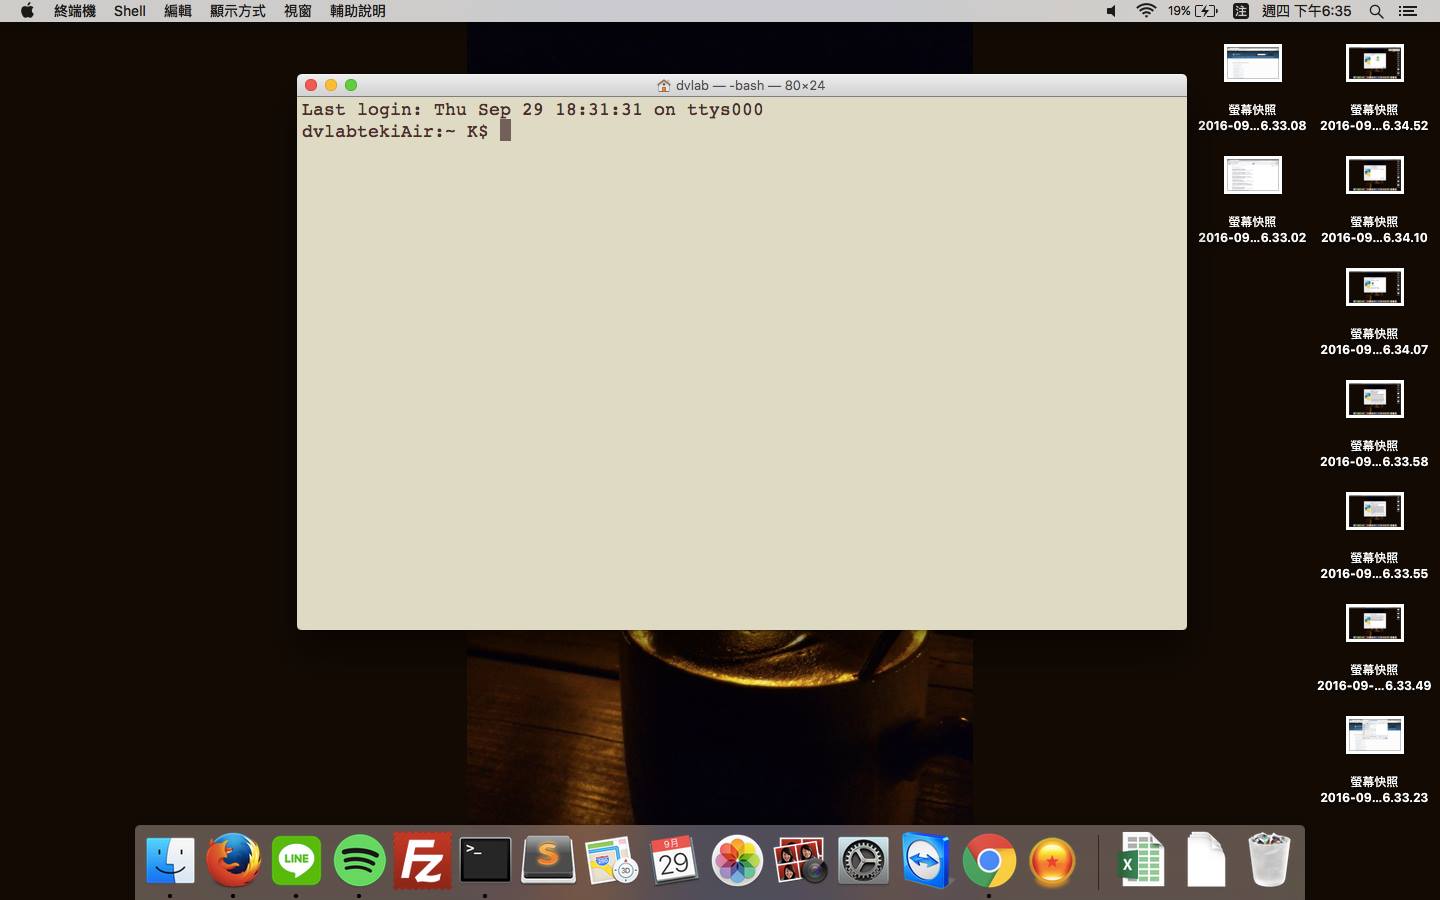 終端機 Shell 編輯 顯示方式 視窗 輔助說明 19% 注 週四 下午6:35
dvlab — -bash — 80×24
Last login: Thu Sep 29 18:31:31 on ttys000
dvlabtekiAir:~ K$
螢幕快照
2016-09...6.33.08
螢幕快照
2016-09...6.34.52
螢幕快照
2016-09...6.33.02
螢幕快照
2016-09...6.34.10
螢幕快照
2016-09...6.34.07
螢幕快照
2016-09...6.33.58
螢幕快照
2016-09...6.33.55
螢幕快照
2016-09-...6.33.49
螢幕快照
2016-09...6.33.23
LINE
Fz
>_
S
280
3D
9月
29
X